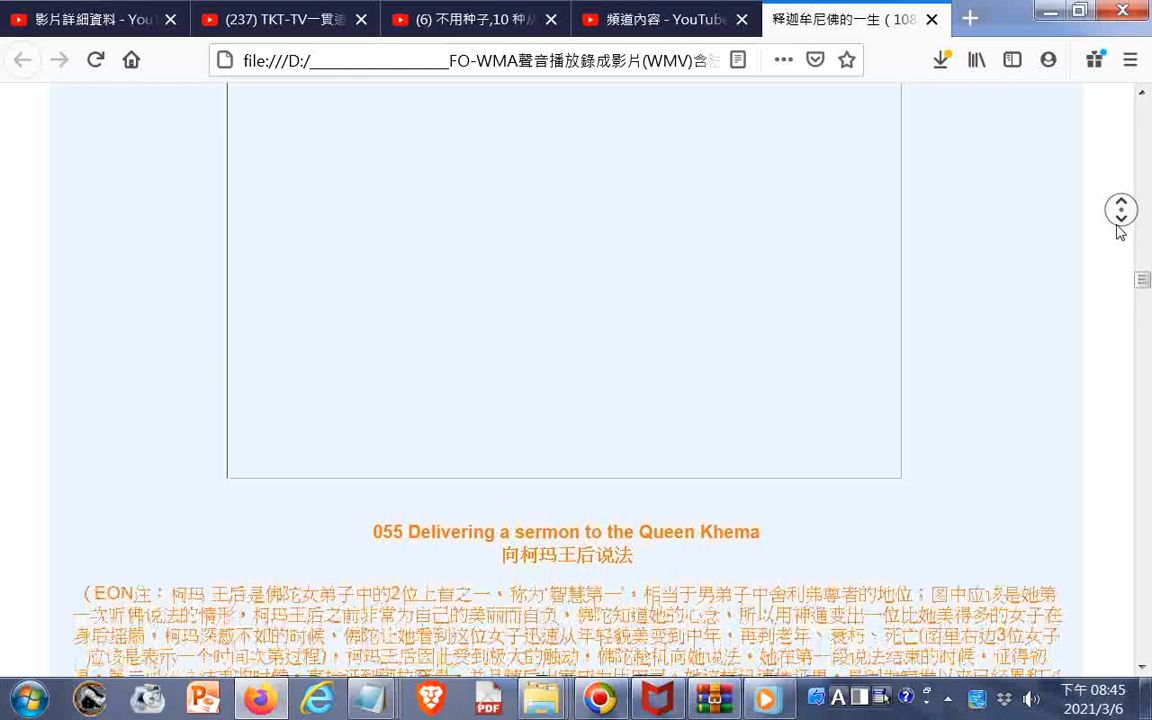 影片詳細資料 - You
(237) TKT-TV一貫道
(6) 不用种子,10 种从
頻道內容 - YouTube
释迦牟尼佛的一生 ( 108
file:///D:/___________________FO-WMA聲音播放錄成影片(WMV)含
055 Delivering a sermon to the Queen Khema
向柯玛王后说法
（EON注：柯玛 王后是佛陀女弟子中的2位上首之一、称为'智慧第一'，相当于男弟子中舍利弗尊者的地位；图中应该是她第
一次听佛说法的情形，柯玛王后之前非常为自己的美丽而自负，佛陀知道她的心念、所以用神通变出一位比她美得多的女子在
身后摇扇，柯玛深感不如的时候、佛陀让她看到这位女子迅速从年轻貌美变到中年，再到老年、衰朽、死亡(图里右边3位女子
应该是表示一个时间次第过程)，柯玛王后因此受到极大的触动，佛陀趁机向她说法，她在第一段说法结束的时候，证得初
PDF
A
下午 08:45
2021/3/6